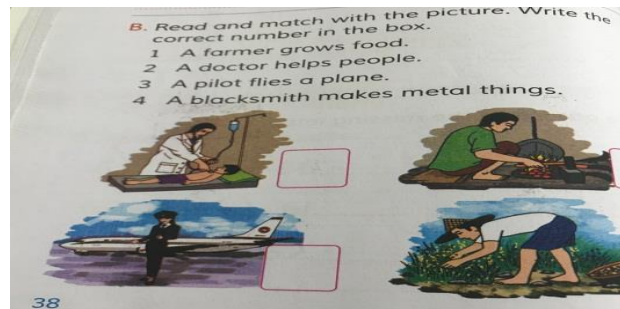 B. Read and match with the picture. Write the
correct number in the box.
1 A farmer grows food.
2 A doctor helps people.
3 A pilot flies a plane.
4 A blacksmith makes metal things.
38